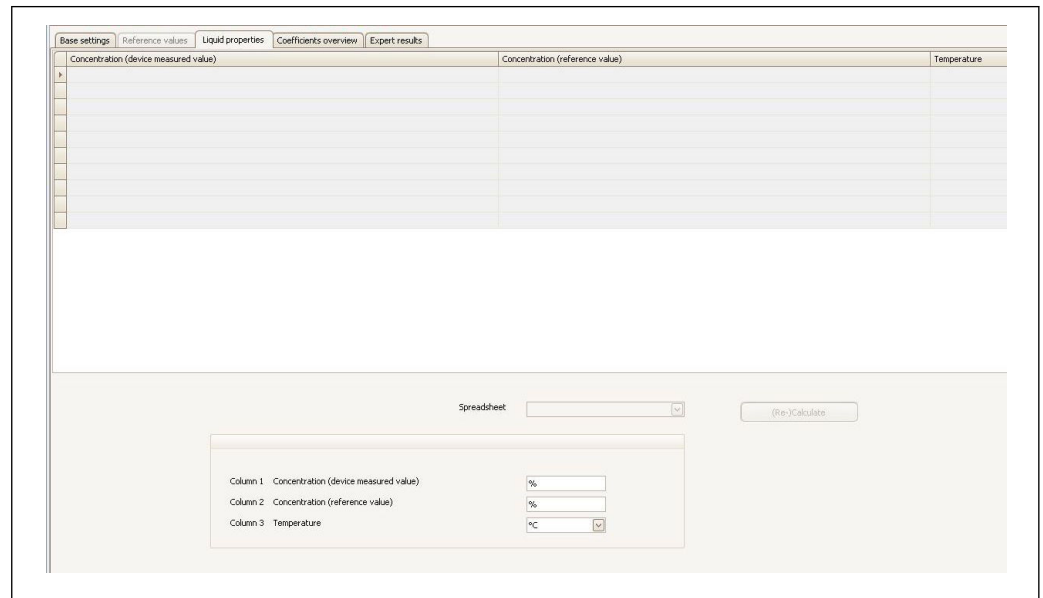 Base settings Reference values Liquid properties Coefficients overview Expert results
Concentration (device measured value) Concentration (reference value) Temperature
Spreadsheet (Re-)Calculate
Column 1 Concentration (device measured value) %
Column 2 Concentration (reference value) %
Column 3 Temperature °C